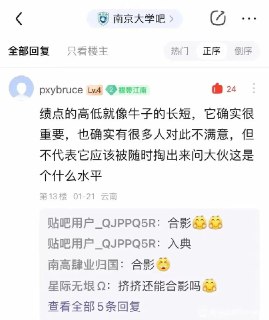 南京大学吧
全部回复 只看楼主 热门 正序 倒序
pxybruce Lv.4 24
绩点的高低就像牛子的长短，它确实很
重要，也确实有很多人对此不满意，但
不代表它应该被随时掏出来问大伙这是
个什么水平
第13楼 01-21 云南
贴吧用户_QJPPQ5R：合影🤗🤗
贴吧用户_QJPPQ5R：入典
南高肆业归国：合影😲
星际无垠Ω：挤挤还能合影吗🤗
查看全部5条回复